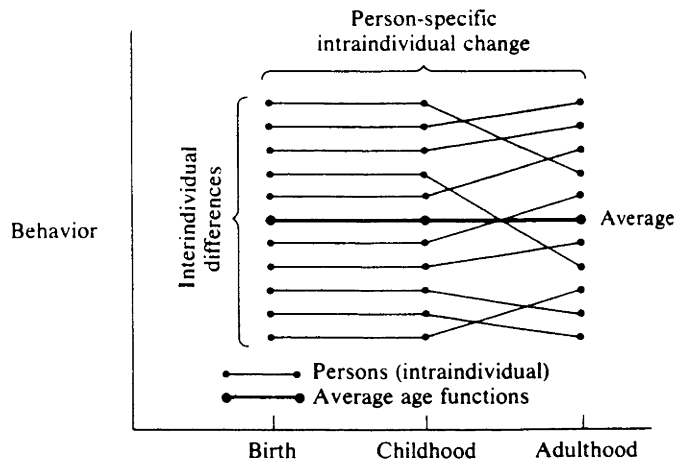 Person-specific
intraindividual change
Interindividual
differences
Behavior
Average
Persons (intraindividual)
Average age functions
Birth
Childhood
Adulthood